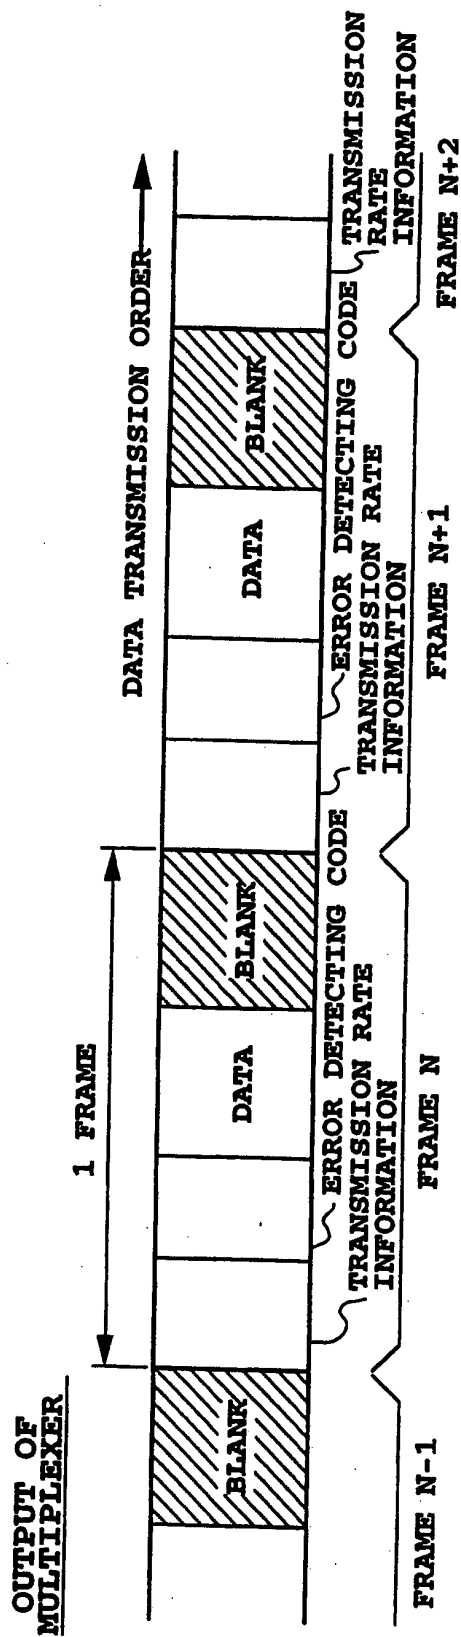 OUTPUT OF
MULTIPLEXER
1 FRAME
DATA TRANSMISSION ORDER
BLANK
DATA
BLANK
DATA
BLANK
ERROR DETECTING CODE
TRANSMISSION RATE
INFORMATION
ERROR DETECTING CODE
TRANSMISSION RATE
INFORMATION
TRANSMISSION
RATE
INFORMATION
FRAME N-1
FRAME N
FRAME N+1
FRAME N+2